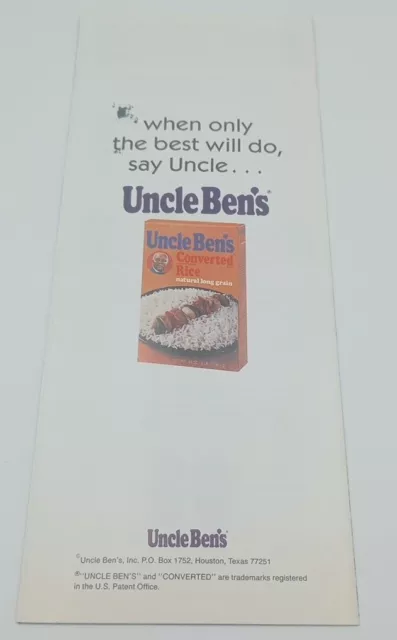 when only
the best will do,
say Uncle...
Uncle Ben's®
Uncle Ben's
Converted
Rice
natural long grain
Uncle Ben's®
©Uncle Ben's, Inc. P.O. Box 1752, Houston, Texas 77251
®"UNCLE BEN'S" and "CONVERTED" are trademarks registered
in the U.S. Patent Office.